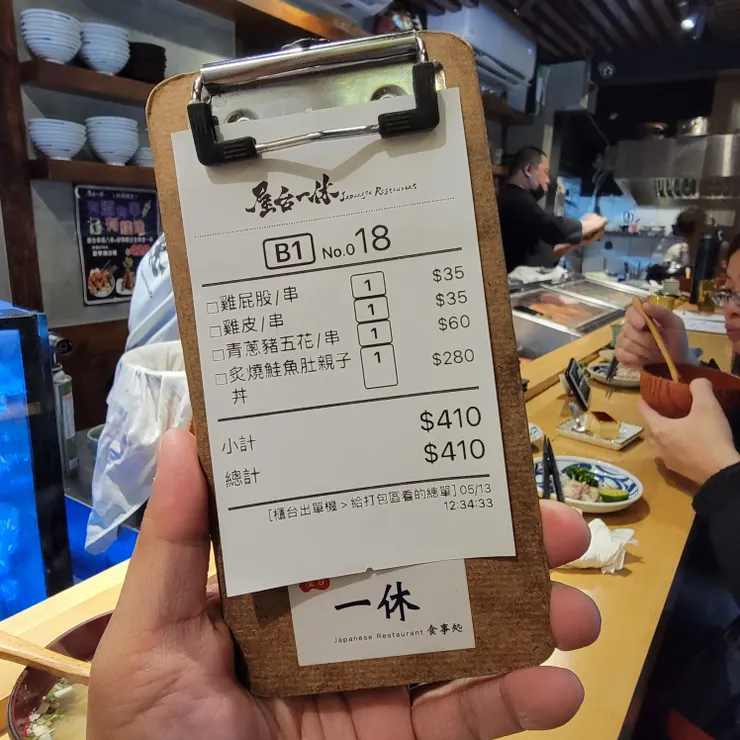 屋台一休 Japanese Restaurant
B1 No.018
□雞屁股/串 1 $35
□雞皮/串 1 $35
□青蔥豬五花/串 1 $60
□炙燒鮭魚肚親子丼 1 $280
小計 $410
總計 $410
[櫃台出單機 > 給打包區看的總單] 05/13
12:34:33
一休
Japanese Restaurant 食事処